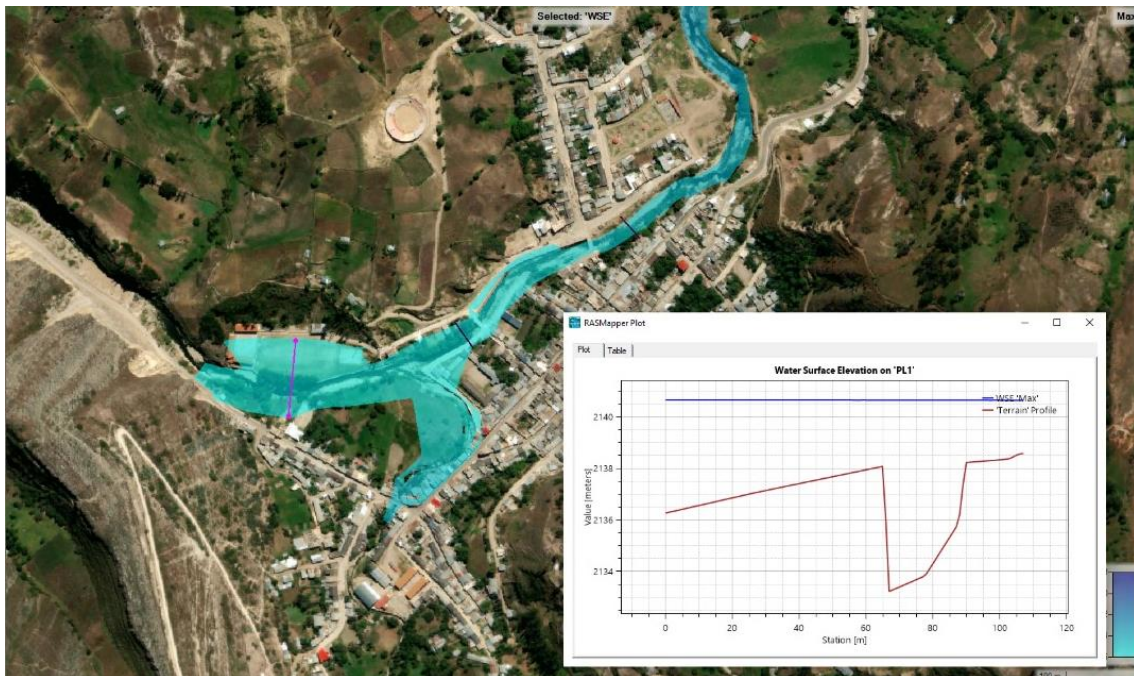 Selected: 'WSE'
Max
RASMapper Plot
Plot
Table
Water Surface Elevation on 'PL1'
WSE 'Max'
'Terrain' Profile
2140
2138
2136
2134
Value [meters]
0
20
40
60
80
100
120
Station [m]